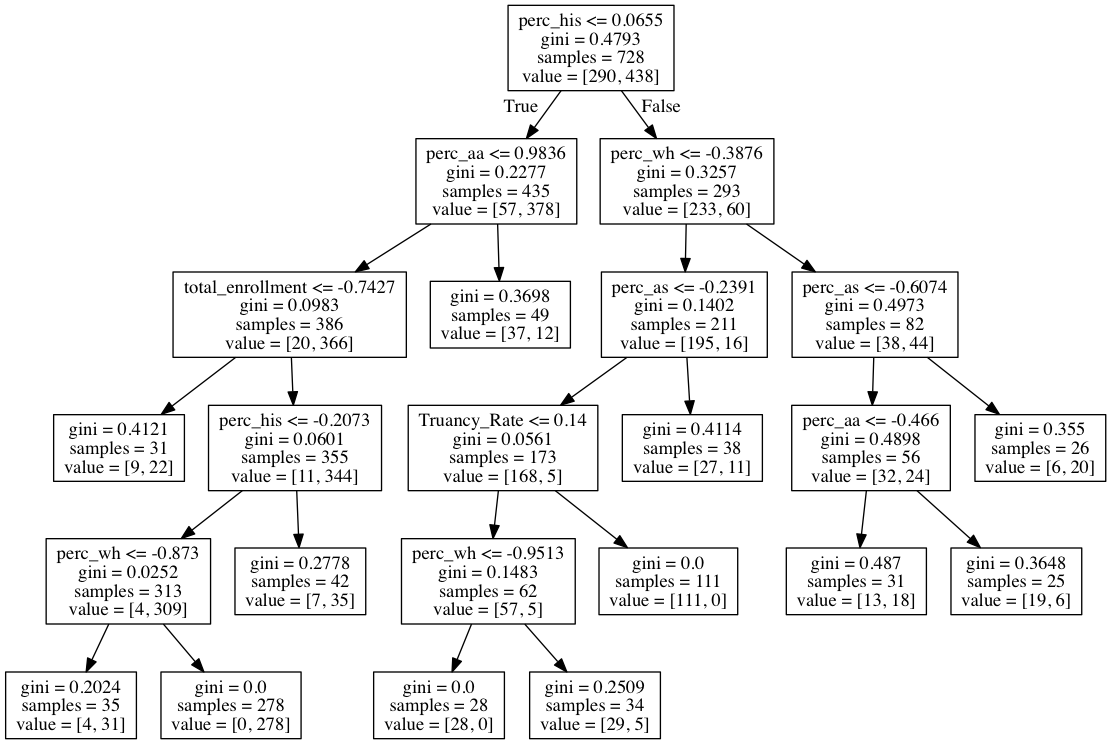 perc_his <= 0.0655
gini = 0.4793
samples = 728
value = [290, 438]
True
False
perc_aa <= 0.9836
gini = 0.2277
samples = 435
value = [57, 378]
perc_wh <= -0.3876
gini = 0.3257
samples = 293
value = [233, 60]
total_enrollment <= -0.7427
gini = 0.0983
samples = 386
value = [20, 366]
gini = 0.3698
samples = 49
value = [37, 12]
perc_as <= -0.2391
gini = 0.1402
samples = 211
value = [195, 16]
perc_as <= -0.6074
gini = 0.4973
samples = 82
value = [38, 44]
gini = 0.4121
samples = 31
value = [9, 22]
perc_his <= -0.2073
gini = 0.0601
samples = 355
value = [11, 344]
Truancy_Rate <= 0.14
gini = 0.0561
samples = 173
value = [168, 5]
gini = 0.4114
samples = 38
value = [27, 11]
perc_aa <= -0.466
gini = 0.4898
samples = 56
value = [32, 24]
gini = 0.355
samples = 26
value = [6, 20]
perc_wh <= -0.873
gini = 0.0252
samples = 313
value = [4, 309]
gini = 0.2778
samples = 42
value = [7, 35]
perc_wh <= -0.9513
gini = 0.1483
samples = 62
value = [57, 5]
gini = 0.0
samples = 111
value = [111, 0]
gini = 0.487
samples = 31
value = [13, 18]
gini = 0.3648
samples = 25
value = [19, 6]
gini = 0.2024
samples = 35
value = [4, 31]
gini = 0.0
samples = 278
value = [0, 278]
gini = 0.0
samples = 28
value = [28, 0]
gini = 0.2509
samples = 34
value = [29, 5]